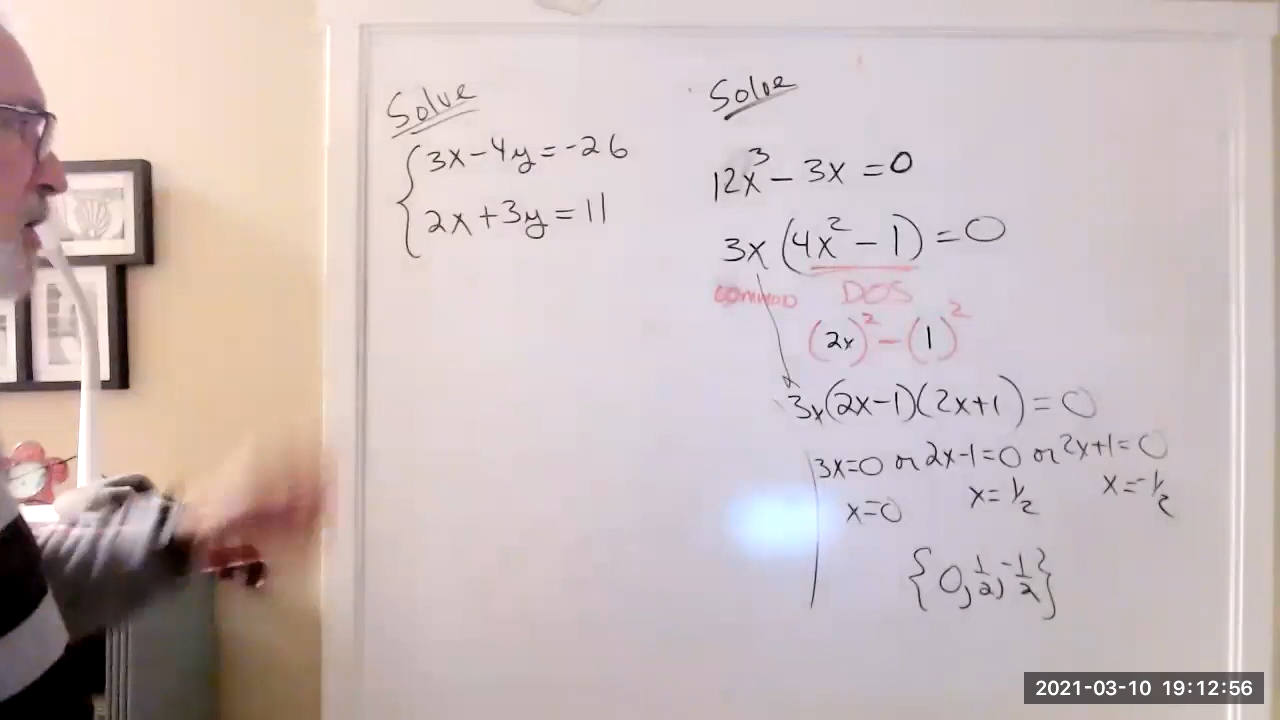 Solve
3x-4y=-26
2x+3y=11
Solve
12x³-3x=0
3x(4x²-1)=0
common DOS
(2x)²-(1)²
3x(2x-1)(2x+1)=0
3x=0 or 2x-1=0 or 2x+1=0
x=0 x=1/2 x=-1/2
{0,1/2,-1/2}
2021-03-10 19:12:56